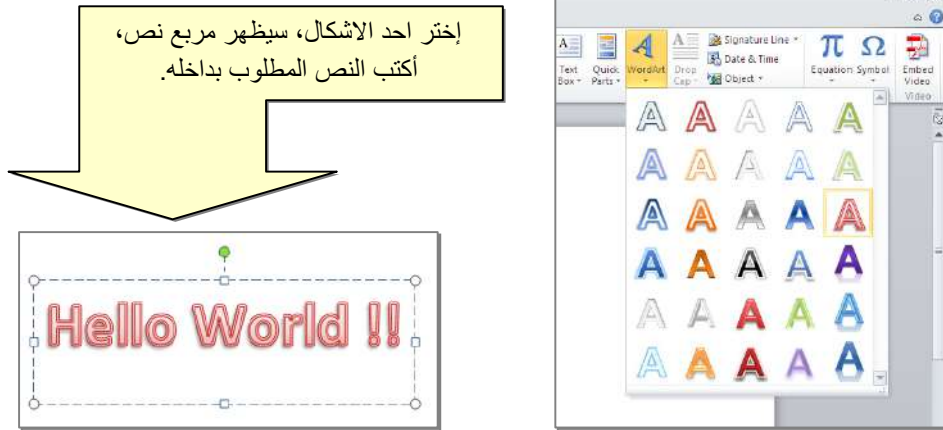 إختر احد الاشكال، سيظهر مربع نص،
أكتب النص المطلوب بداخله.
Hello World !!
Signature Line
Date & Time
Object
Text
Box
Quick
Parts
WordArt
Drop
Cap
Equation
Symbol
Embed
Video
Video